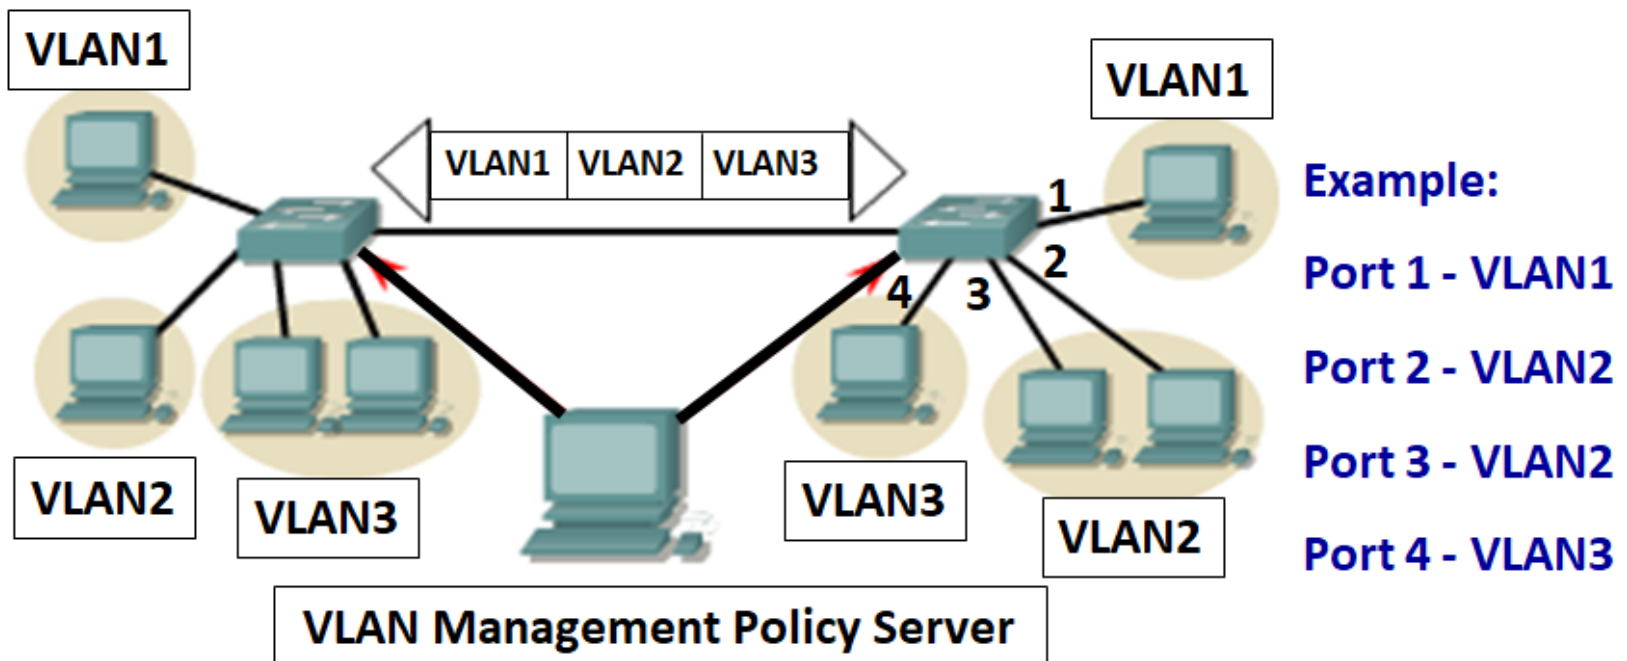 VLAN1
VLAN1
VLAN1 VLAN2 VLAN3
1
2
3
4
VLAN2
VLAN3
VLAN3
VLAN2
VLAN Management Policy Server
Example:
Port 1 - VLAN1
Port 2 - VLAN2
Port 3 - VLAN2
Port 4 - VLAN3